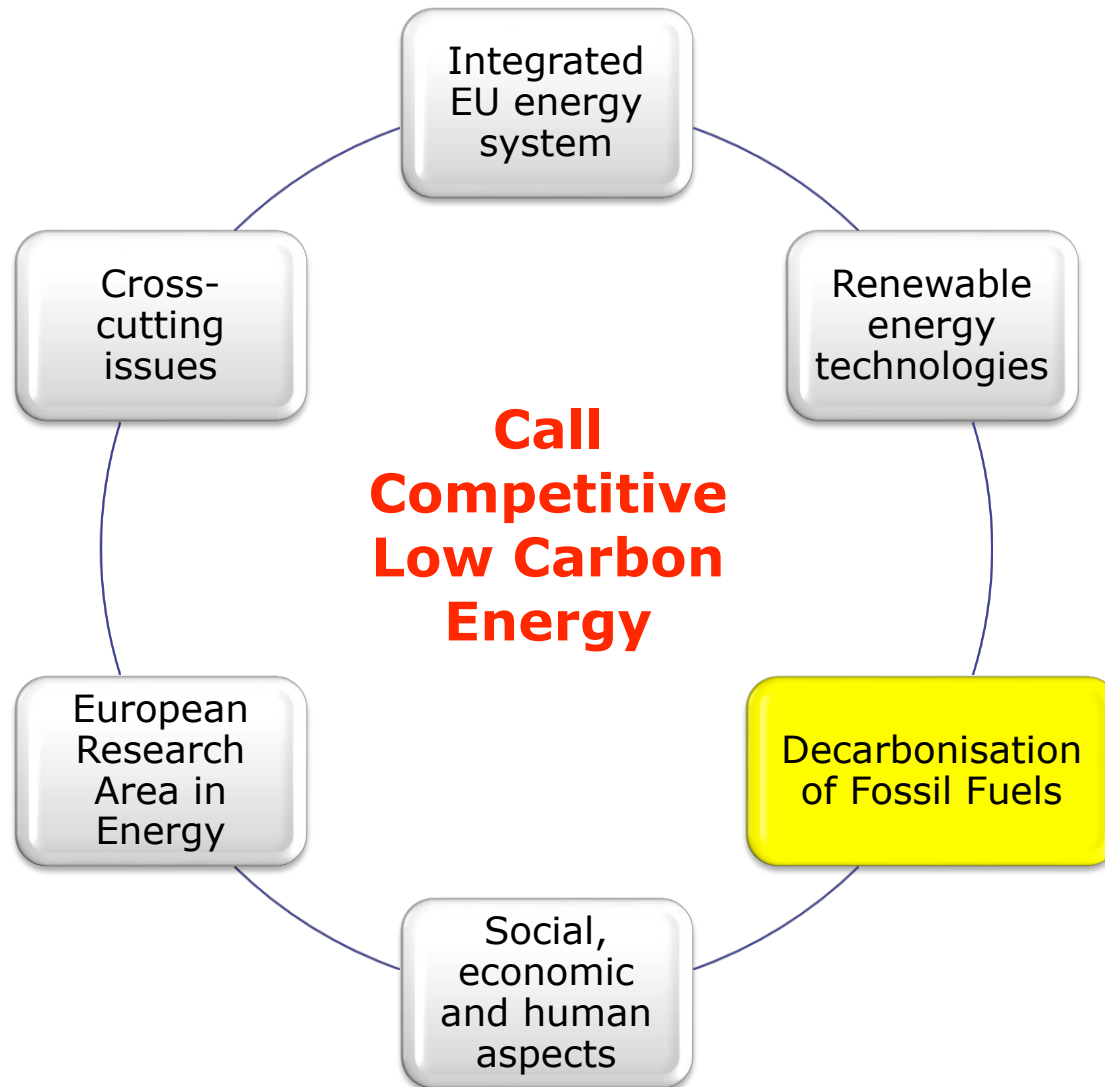 Integrated
EU energy
system
Cross-
cutting
issues
Renewable
energy
technologies
Call
Competitive
Low Carbon
Energy
European
Research
Area in
Energy
Decarbonisation
of Fossil Fuels
Social,
economic
and human
aspects